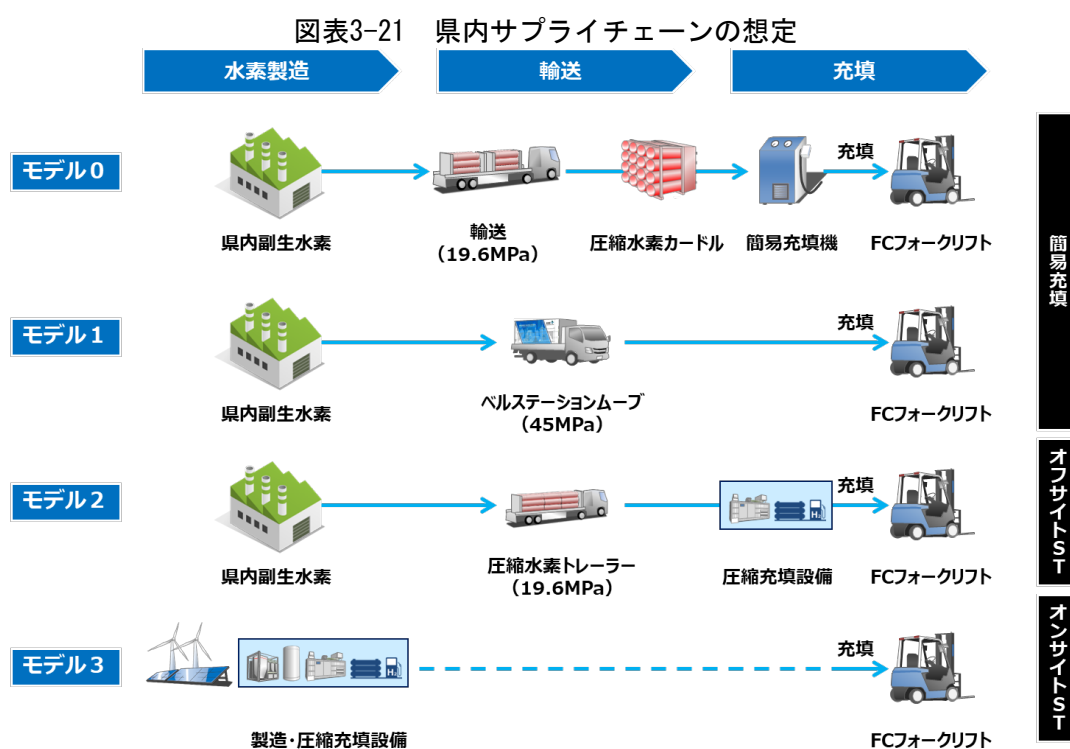 図表3-21 県内サプライチェーンの想定
水素製造
輸送
充填
モデル0
充填
県内副生水素
輸送
(19.6MPa)
圧縮水素カードル
簡易充填機
FCフォークリフト
モデル1
充填
県内副生水素
ベルステーションムーブ
(45MPa)
FCフォークリフト
簡易充填
モデル2
充填
H₂
県内副生水素
圧縮水素トレーラー
(19.6MPa)
圧縮充填設備
FCフォークリフト
オフサイトST
モデル3
充填
H₂
製造・圧縮充填設備
FCフォークリフト
オンサイトST